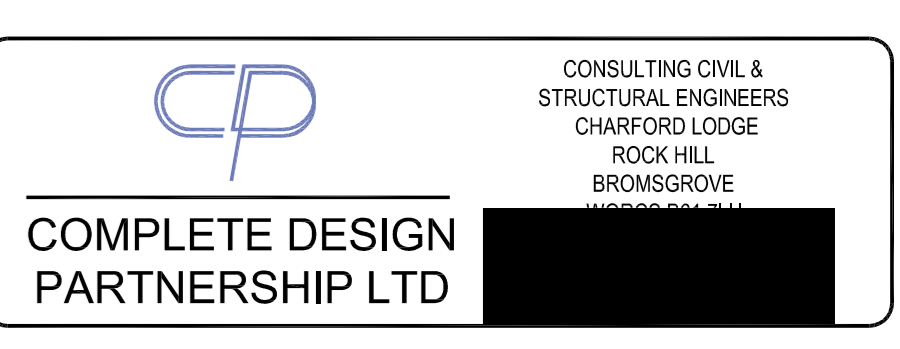 COMPLETE DESIGN
PARTNERSHIP LTD
CONSULTING CIVIL &
STRUCTURAL ENGINEERS
CHARFORD LODGE
ROCK HILL
BROMSGROVE